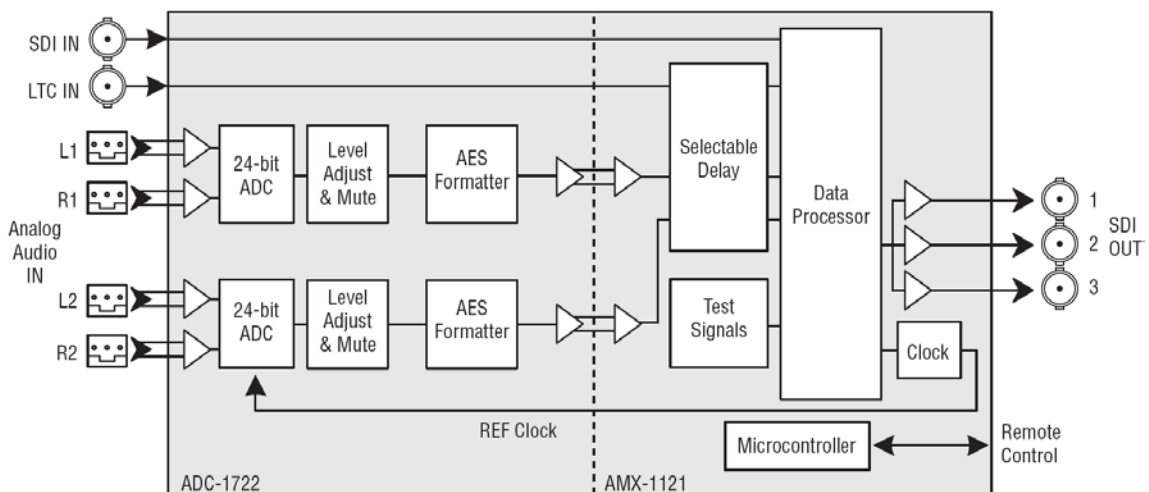 SDI IN
LTC IN
L1
R1
Analog
Audio
IN
L2
R2
24-bit
ADC
Level
Adjust
& Mute
AES
Formatter
24-bit
ADC
Level
Adjust
& Mute
AES
Formatter
Selectable
Delay
Test
Signals
Data
Processor
Clock
1
2
3
SDI
OUT
REF Clock
Microcontroller
Remote
Control
ADC-1722
AMX-1121